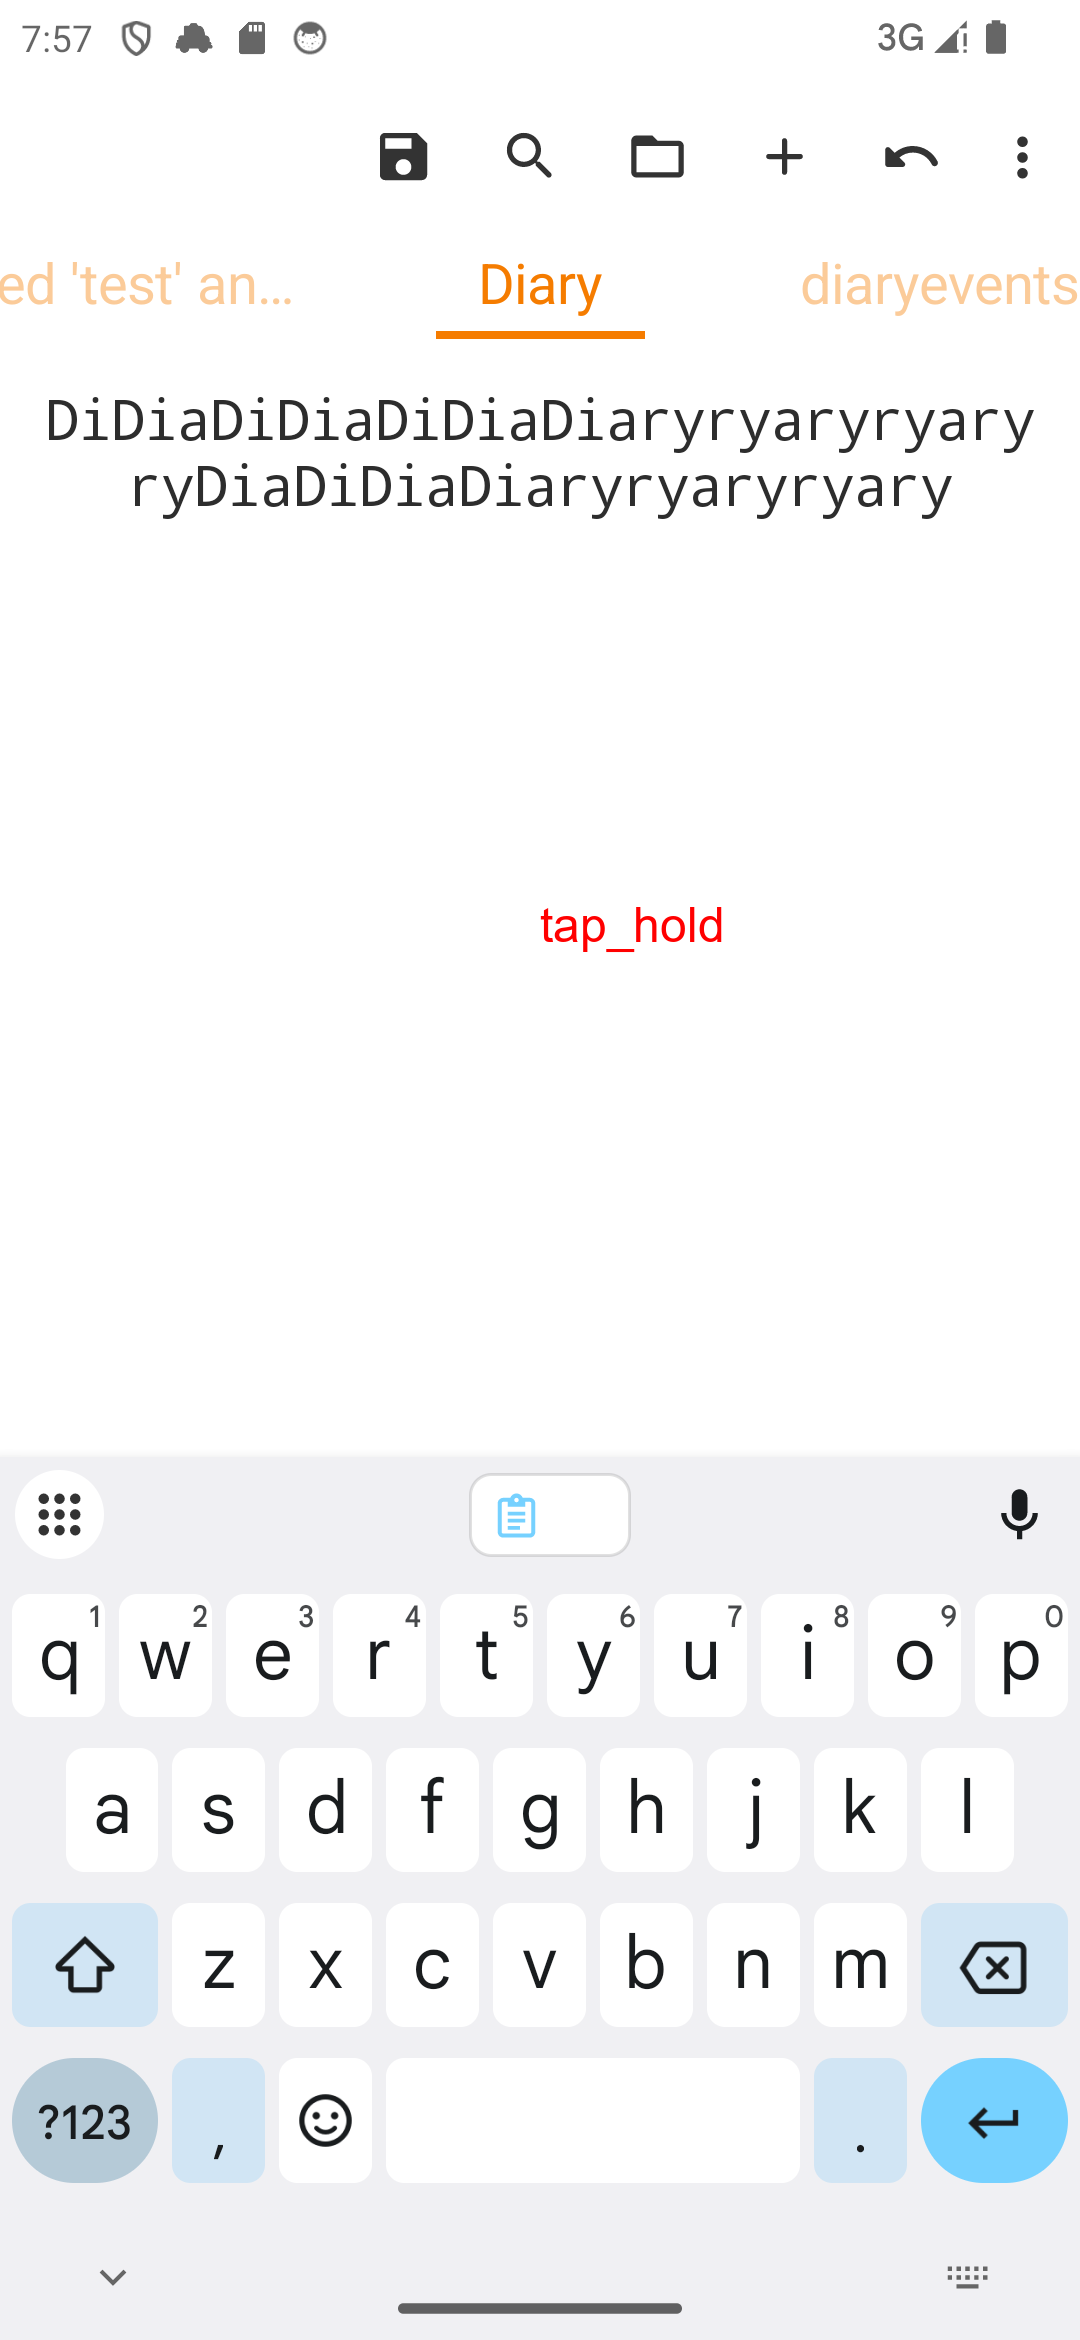 7:57 3G
ed 'test' an... Diary diaryevents
DiDiaDiDiaDiDiaDiaryryaryryary
ryDiaDiDiaDiaryryaryryary
tap_hold
q1 w2 e3 r4 t5 y6 u7 i8 o9 p0
a s d f g h j k l
z x c v b n m
?123 , .